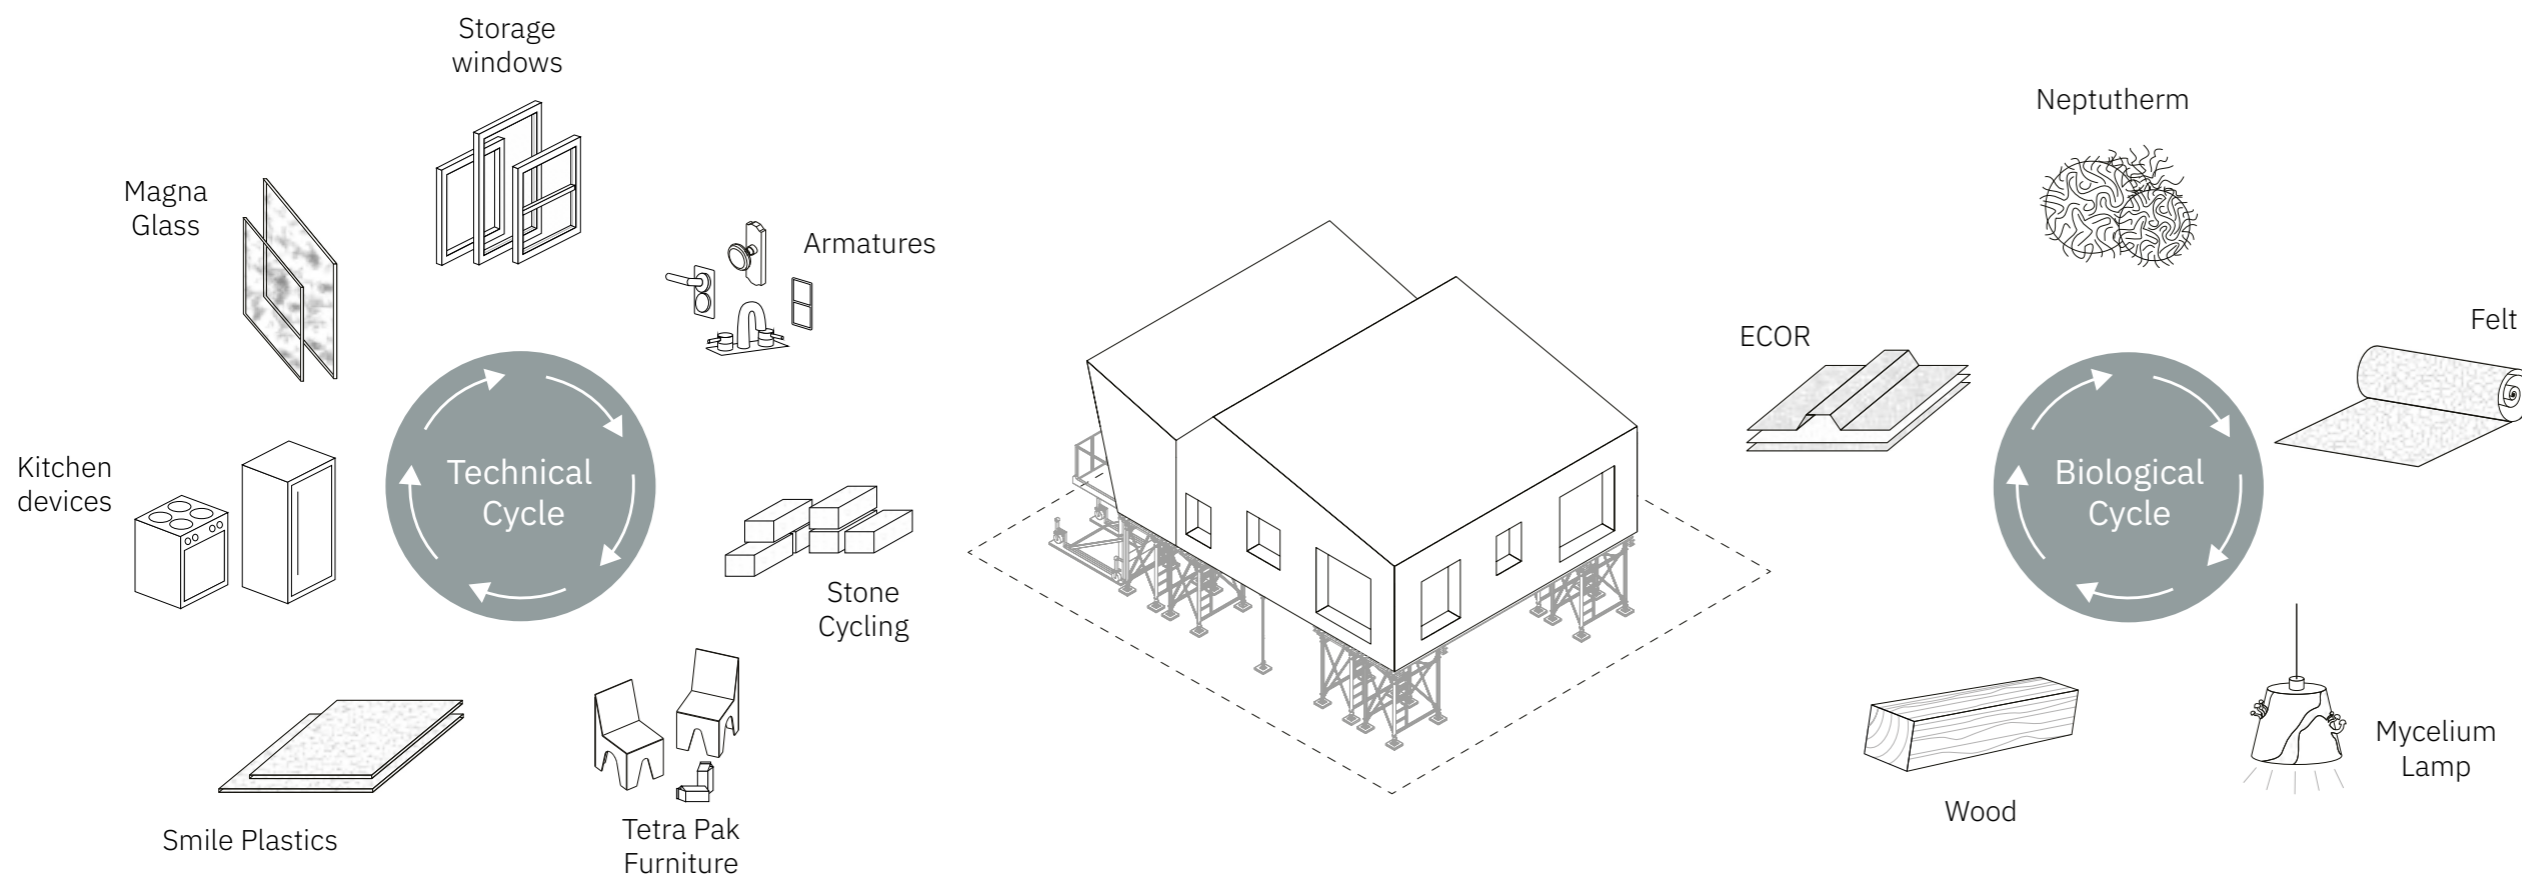 Storage
windows
Magna
Glass
Armatures
Kitchen
devices
Technical
Cycle
Stone
Cycling
Smile Plastics
Tetra Pak
Furniture
Neptutherm
ECOR
Felt
Biological
Cycle
Wood
Mycelium
Lamp